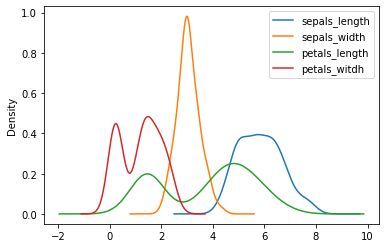 1.0
0.8
0.6
0.4
0.2
0.0
Density
−2
0
2
4
6
8
10
sepals_length
sepals_width
petals_length
petals_witdh